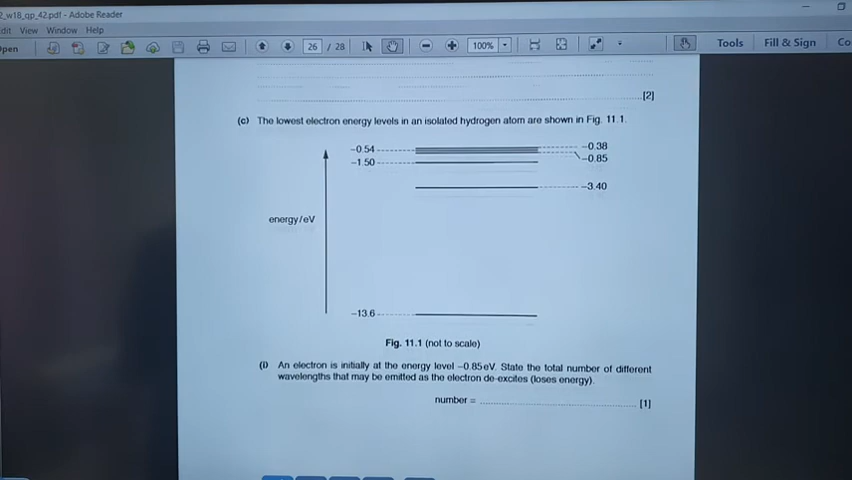 2_w18_qp_42.pdf - Adobe Reader
dit View Window Help
pen 26 / 28 100% Tools Fill & Sign Co
[2]
(c) The lowest electron energy levels in an isolated hydrogen atom are shown in Fig. 11.1.
-0.54 -0.38
-1.50 -0.85
-3.40
energy/eV
-13.6
Fig. 11.1 (not to scale)
(i) An electron is initially at the energy level -0.85eV. State the total number of different
wavelengths that may be emitted as the electron de-excites (loses energy).
number = [1]